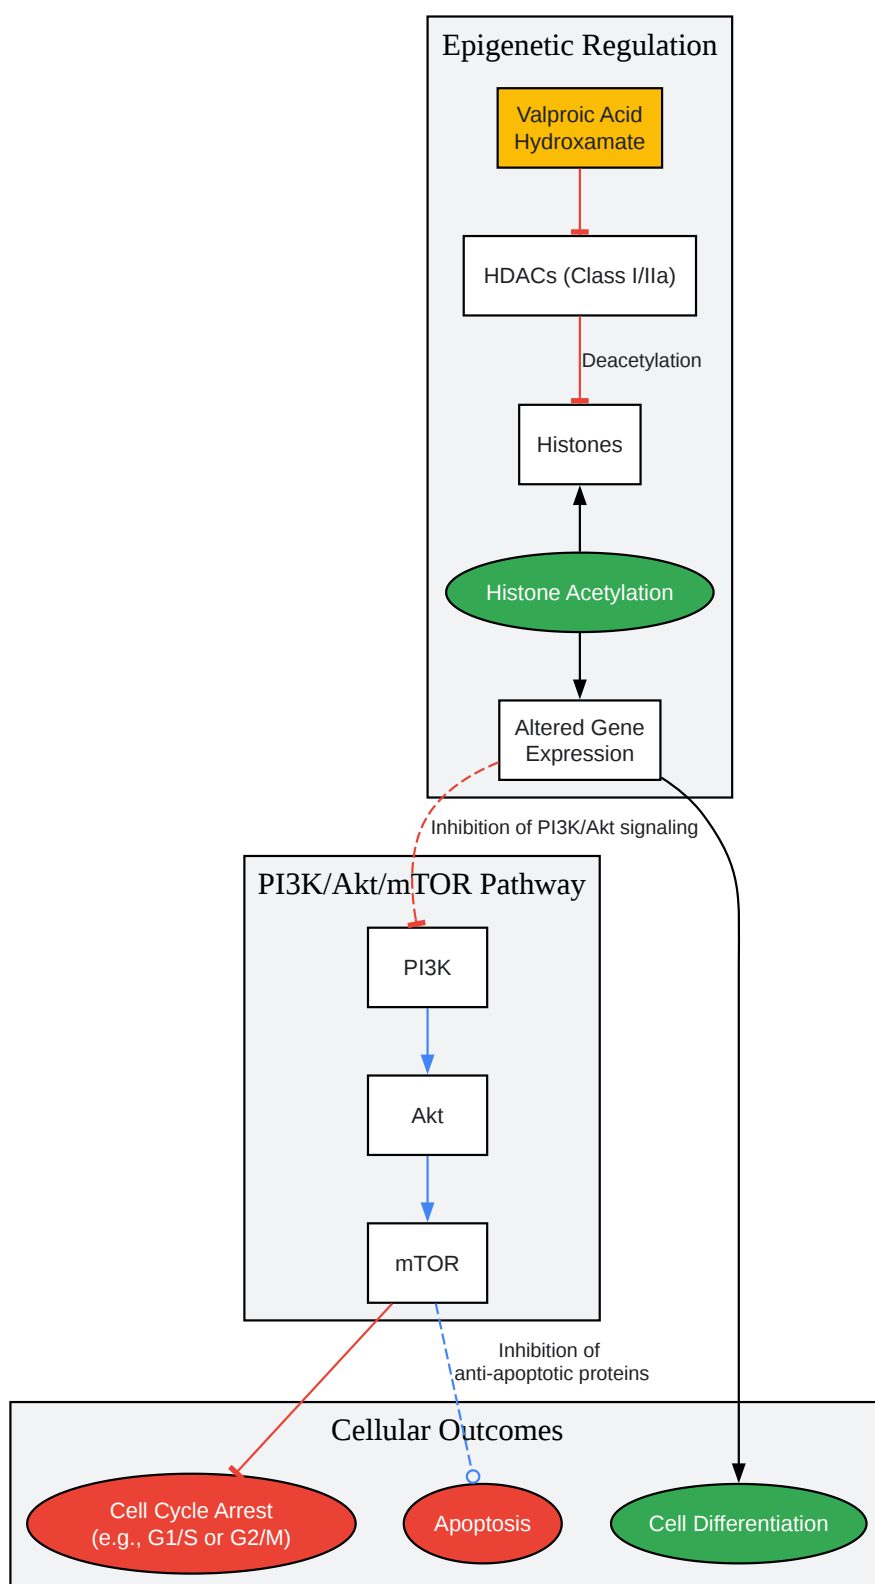 Epigenetic Regulation
Valproic Acid
Hydroxamate
HDACs (Class I/IIa)
Deacetylation
Histones
Histone Acetylation
Altered Gene
Expression
Inhibition of PI3K/Akt signaling
PI3K/Akt/mTOR Pathway
PI3K
Akt
mTOR
Inhibition of
anti-apoptotic proteins
Cellular Outcomes
Cell Cycle Arrest
(e.g., G1/S or G2/M)
Apoptosis
Cell Differentiation